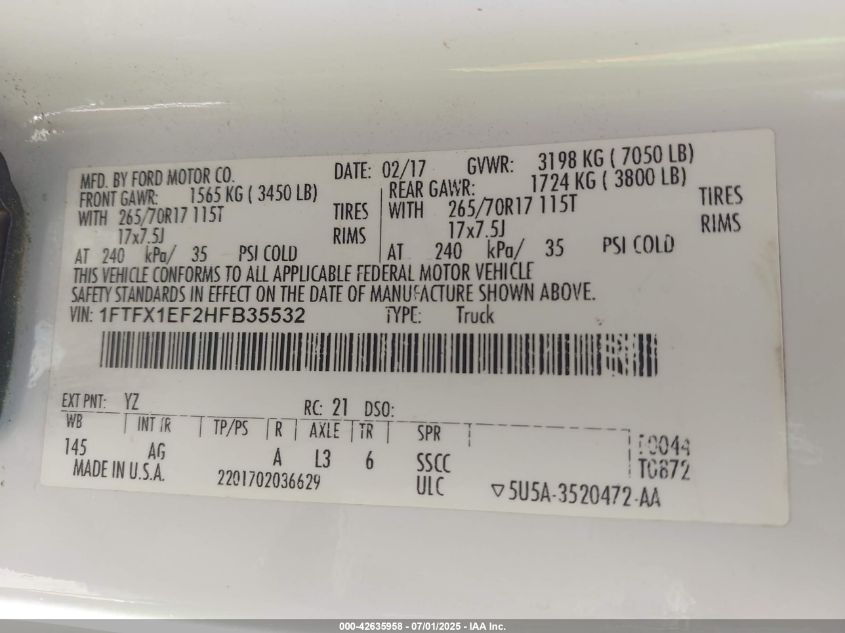 MFD. BY FORD MOTOR CO. DATE: 02/17 GVWR: 3198 KG ( 7050 LB)
FRONT GAWR: 1565 KG ( 3450 LB) REAR GAWR: 1724 KG ( 3800 LB)
WITH 265/70R17 115T TIRES WITH 265/70R17 115T TIRES
17x7.5J RIMS 17x7.5J RIMS
AT 240 kPa/ 35 PSI COLD AT 240 kPa/ 35 PSI COLD
THIS VEHICLE CONFORMS TO ALL APPLICABLE FEDERAL MOTOR VEHICLE
SAFETY STANDARDS IN EFFECT ON THE DATE OF MANUFACTURE SHOWN ABOVE.
VIN: 1FTFX1EF2HFB35532 TYPE: Truck
EXT PNT: YZ RC: 21 DSO:
WB INT TR TP/PS R AXLE TR SPR
145 AG A L3 6 SSCC T0872
MADE IN U.S.A. 2201702036629 ULC ▽5U5A-3520472-AA
000-42635958 - 07/01/2025 - IAA Inc.